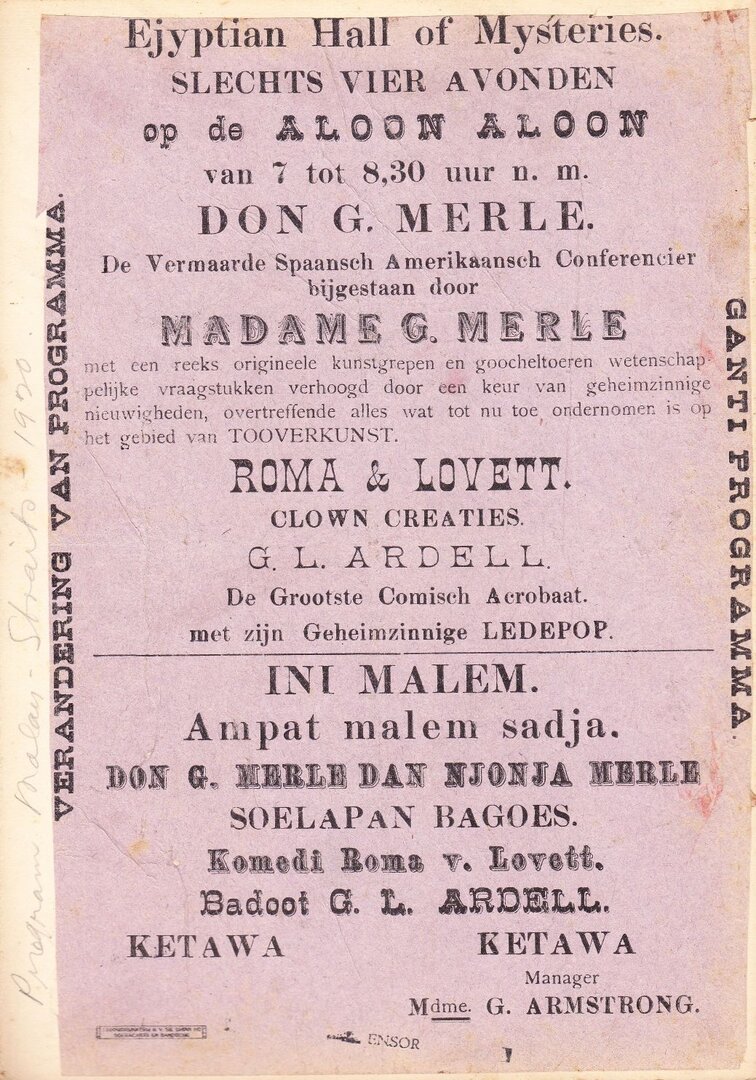 Ejyptian Hall of Mysteries.
SLECHTS VIER AVONDEN
op de ALOON ALOON
van 7 tot 8,30 uur n. m.
DON G. MERLE.
De Vermaarde Spaansch Amerikaansch Conferencier
bijgestaan door
MADAME G. MERLE
met een reeks origineele kunstgrepen en goocheltoeren wetenschap-
pelijke vraagstukken verhoogd door een keur van geheimzinnige
nieuwigheden, overtreffende alles wat tot nu toe ondernomen is op
het gebied van TOOVERKUNST.
ROMA & LOVETT.
CLOWN CREATIES.
G. L. ARDELL.
De Grootste Comisch Acrobaat.
met zijn Geheimzinnige LEDEPOP.
INI MALEM.
Ampat malem sadja.
DON G. MERLE DAN NJONJA MERLE
SOELAPAN BAGOES.
Komedi Roma v. Lovett.
Badoot G. L. ARDELL.
KETAWA KETAWA
Manager
Mdme. G. ARMSTRONG.
ENSOR
VERANDERING VAN PROGRAMMA.
GANTI PROGRAMMA.
Program Malay - Straits - 1920.